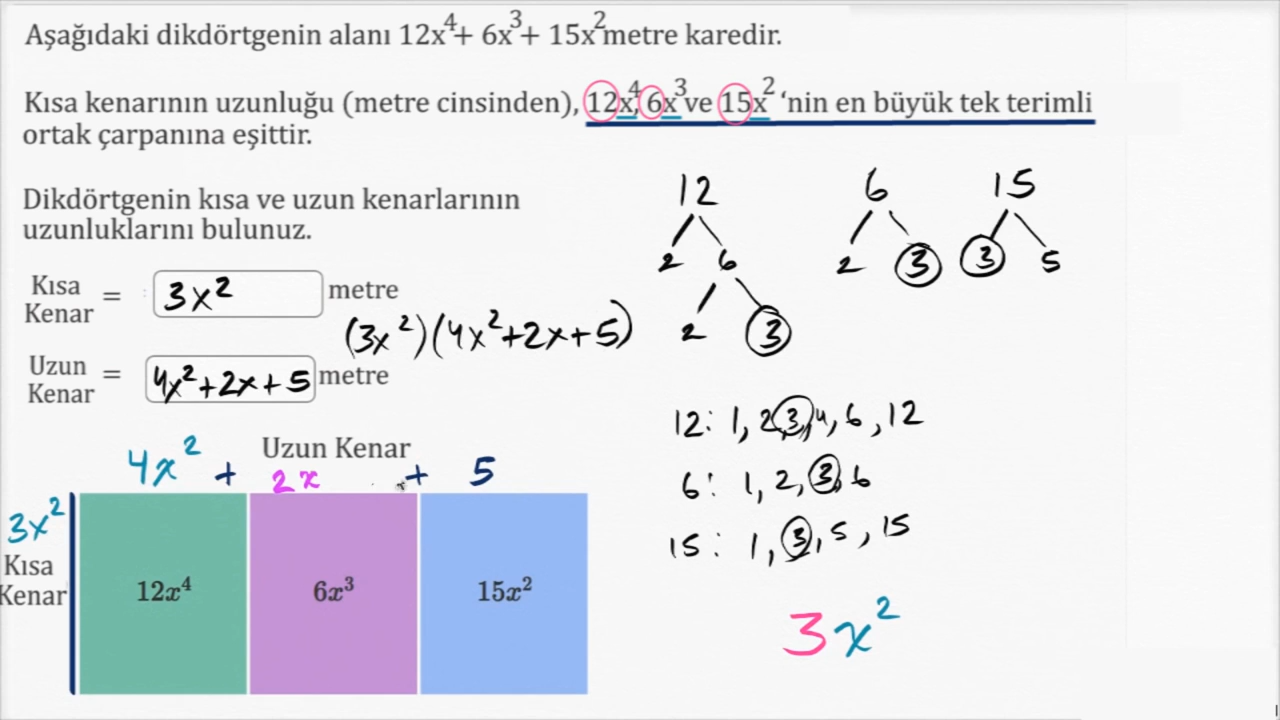 Aşağıdaki dikdörtgenin alanı 12x⁴+ 6x³+ 15x² metre karedir.
Kısa kenarının uzunluğu (metre cinsinden), 12x⁴, 6x³ ve 15x² ‘nin en büyük tek terimli
ortak çarpanına eşittir.
Dikdörtgenin kısa ve uzun kenarlarının
uzunluklarını bulunuz.
Kısa
Kenar = 3x² metre
(3x²)(4x²+2x+5)
Uzun
Kenar = 4x²+2x+5 metre
Uzun Kenar
4x² + 2x + 5
3x²
Kısa
Kenar
12x⁴ 6x³ 15x²
12 6 15
2 6 2 3 3 5
2 3
12: 1, 2, 3, 4, 6, 12
6: 1, 2, 3, 6
15: 1, 3, 5, 15
3x²